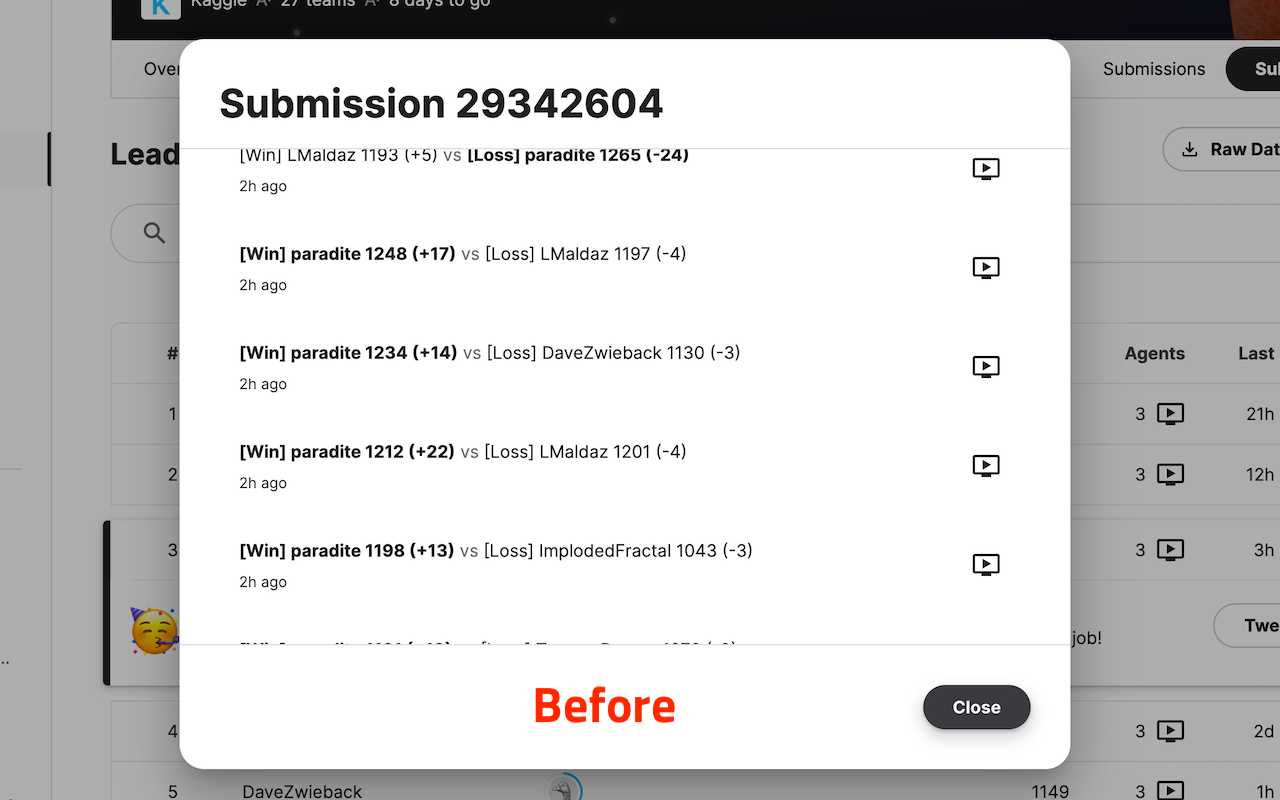 Kaggle · 27 teams · 8 days to go
Over
Submissions
Su
Submission 29342604
Lead
Raw Dat
[Win] LMaldaz 1193 (+5) vs [Loss] paradite 1265 (-24)
2h ago
[Win] paradite 1248 (+17) vs [Loss] LMaldaz 1197 (-4)
2h ago
[Win] paradite 1234 (+14) vs [Loss] DaveZwieback 1130 (-3)
2h ago
[Win] paradite 1212 (+22) vs [Loss] LMaldaz 1201 (-4)
2h ago
[Win] paradite 1198 (+13) vs [Loss] ImplodedFractal 1043 (-3)
2h ago
# Agents Last
1 3 21h
2 3 12h
3 3 3h
job!
Twe
4 3 2d
Before
Close
5 DaveZwieback 1149 3 1h